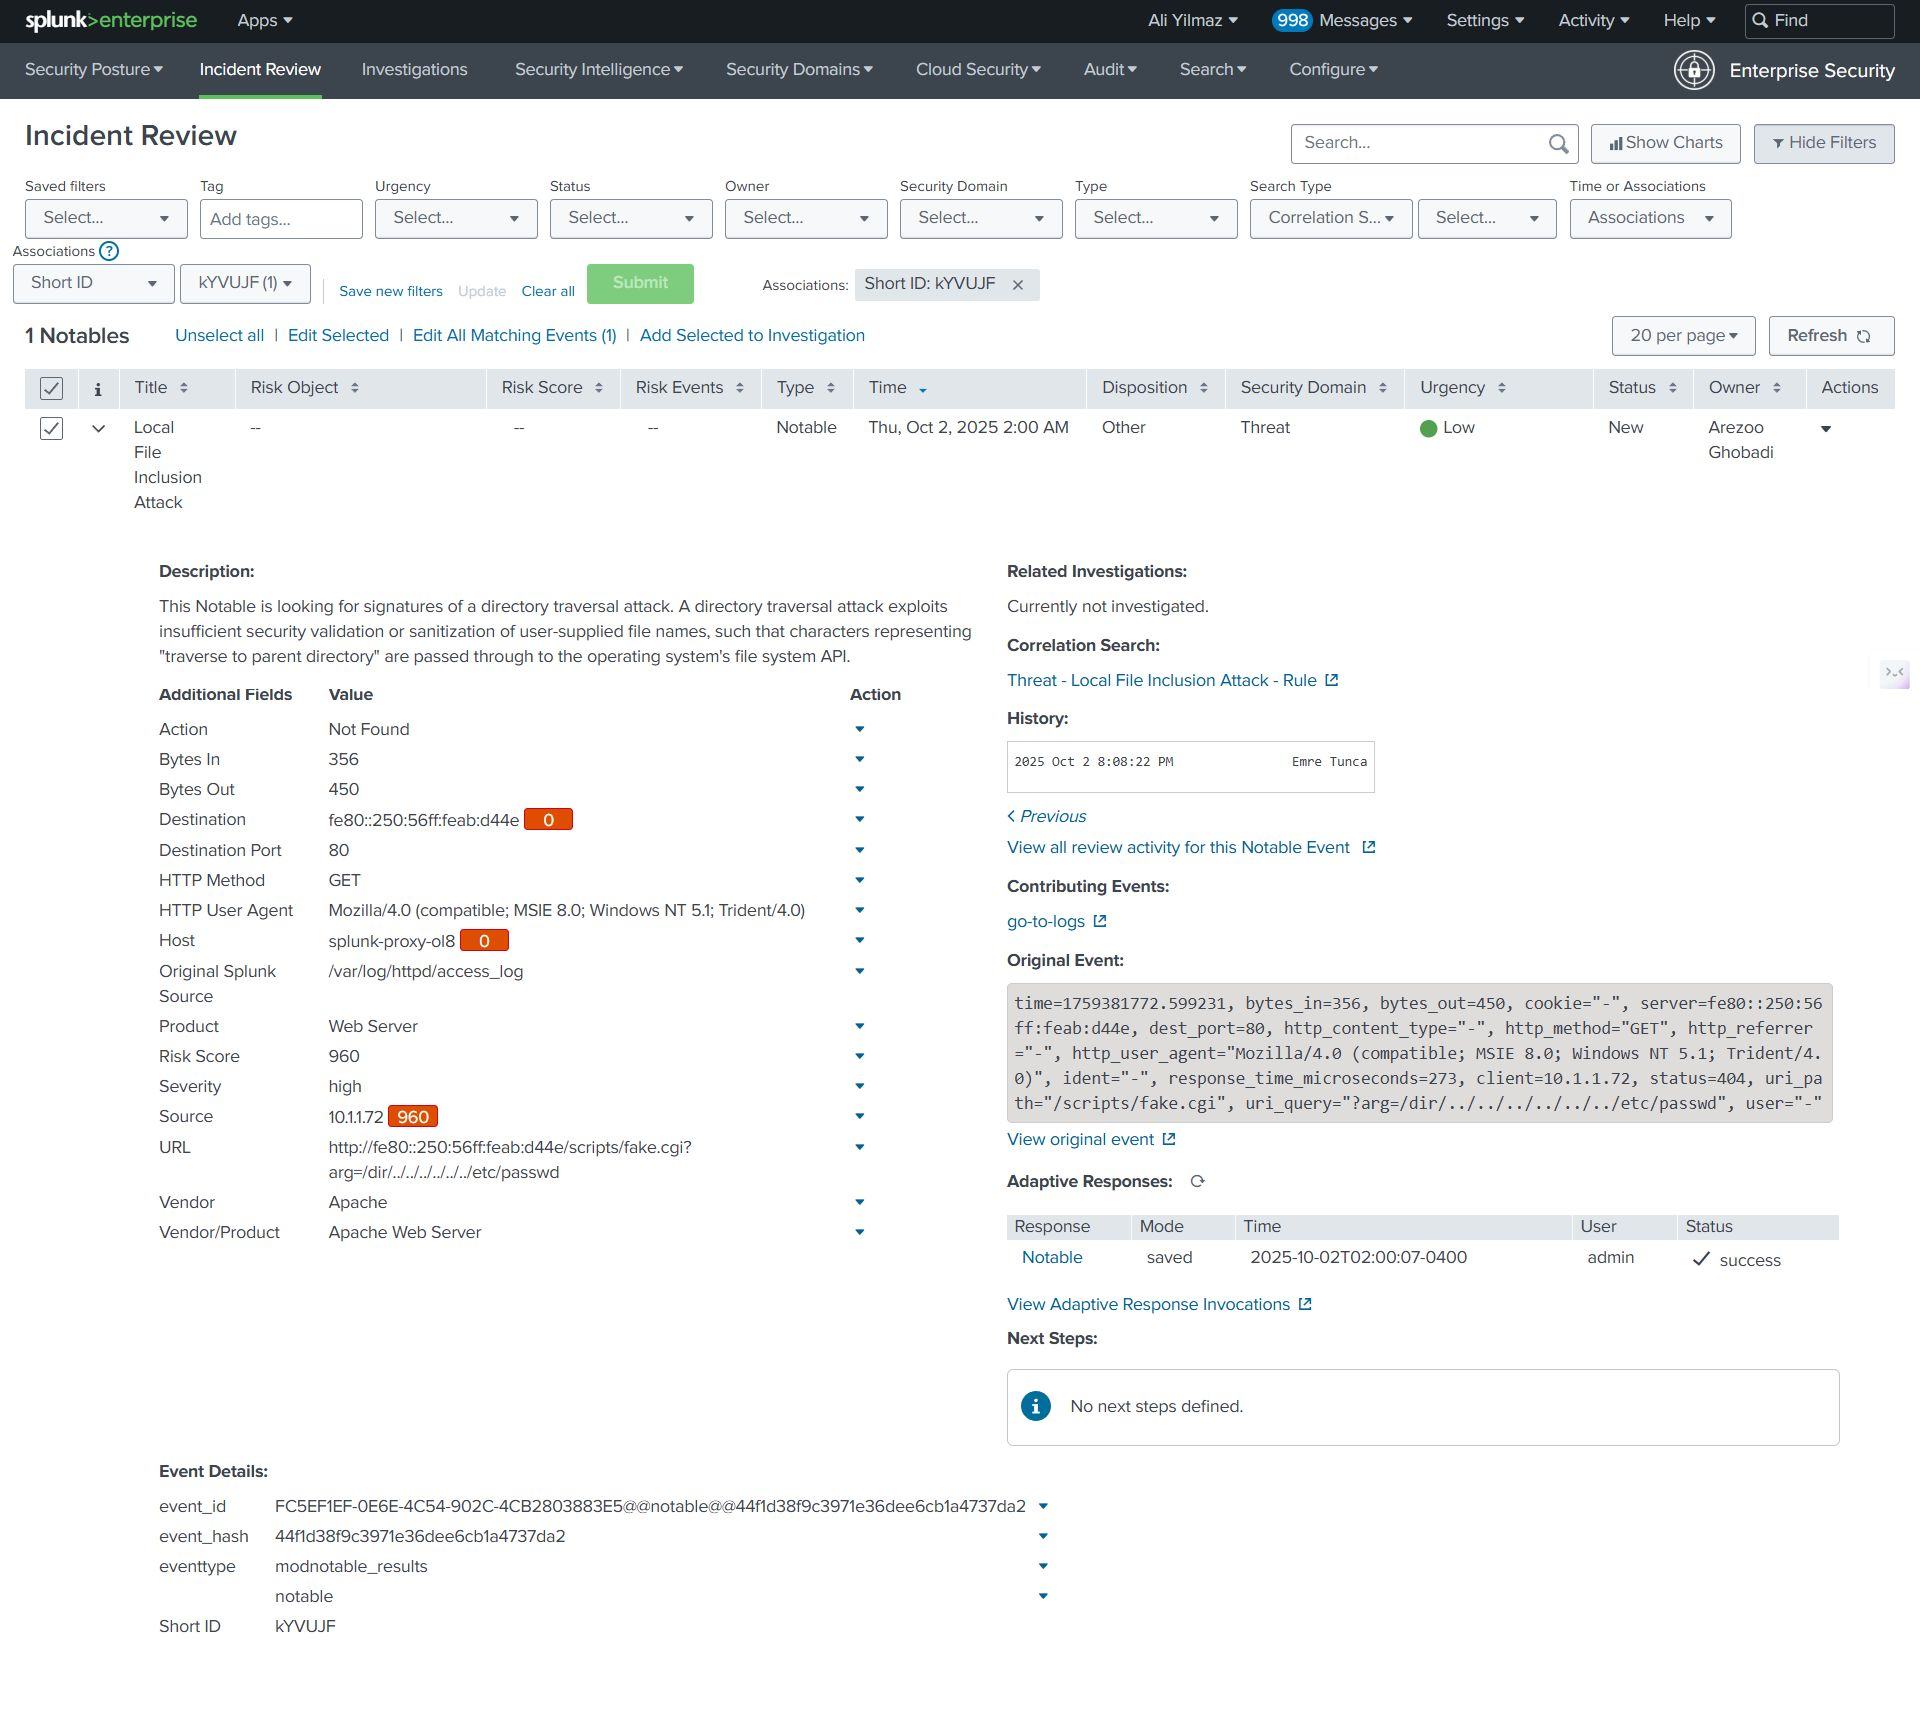 splunk>enterprise Apps Ali Yilmaz 998 Messages Settings Activity Help Find
Security Posture Incident Review Investigations Security Intelligence Security Domains Cloud Security Audit Search Configure Enterprise Security
Incident Review
Search... Show Charts Hide Filters
Saved filters Tag Urgency Status Owner Security Domain Type Search Type Time or Associations
Select... Add tags... Select... Select... Select... Select... Select... Correlation S... Select... Associations
Associations ?
Short ID kYVUJF (1) Save new filters Update Clear all Submit Associations: Short ID: kYVUJF ×
1 Notables Unselect all | Edit Selected | Edit All Matching Events (1) | Add Selected to Investigation 20 per page Refresh
i Title Risk Object Risk Score Risk Events Type Time Disposition Security Domain Urgency Status Owner Actions
Local -- -- -- Notable Thu, Oct 2, 2025 2:00 AM Other Threat Low New Arezoo
File Ghobadi
Inclusion
Attack
Description:
This Notable is looking for signatures of a directory traversal attack. A directory traversal attack exploits
insufficient security validation or sanitization of user-supplied file names, such that characters representing
"traverse to parent directory" are passed through to the operating system's file system API.
Additional Fields Value Action
Action Not Found
Bytes In 356
Bytes Out 450
Destination fe80::250:56ff:feab:d44e 0
Destination Port 80
HTTP Method GET
HTTP User Agent Mozilla/4.0 (compatible; MSIE 8.0; Windows NT 5.1; Trident/4.0)
Host splunk-proxy-ol8 0
Original Splunk /var/log/httpd/access_log
Source
Product Web Server
Risk Score 960
Severity high
Source 10.1.1.72 960
URL http://fe80::250:56ff:feab:d44e/scripts/fake.cgi?
arg=/dir/../../../../../../etc/passwd
Vendor Apache
Vendor/Product Apache Web Server
Related Investigations:
Currently not investigated.
Correlation Search:
Threat - Local File Inclusion Attack - Rule
History:
2025 Oct 2 8:08:22 PM Emre Tunca
< Previous
View all review activity for this Notable Event
Contributing Events:
go-to-logs
Original Event:
time=1759381772.599231, bytes_in=356, bytes_out=450, cookie="-", server=fe80::250:56
ff:feab:d44e, dest_port=80, http_content_type="-", http_method="GET", http_referrer
="-", http_user_agent="Mozilla/4.0 (compatible; MSIE 8.0; Windows NT 5.1; Trident/4.
0)", ident="-", response_time_microseconds=273, client=10.1.1.72, status=404, uri_pa
th="/scripts/fake.cgi", uri_query="?arg=/dir/../../../../../../etc/passwd", user="-"
View original event
Adaptive Responses:
Response Mode Time User Status
Notable saved 2025-10-02T02:00:07-0400 admin success
View Adaptive Response Invocations
Next Steps:
i No next steps defined.
Event Details:
event_id FC5EF1EF-0E6E-4C54-902C-4CB2803883E5@@notable@@44f1d38f9c3971e36dee6cb1a4737da2
event_hash 44f1d38f9c3971e36dee6cb1a4737da2
eventtype modnotable_results
notable
Short ID kYVUJF